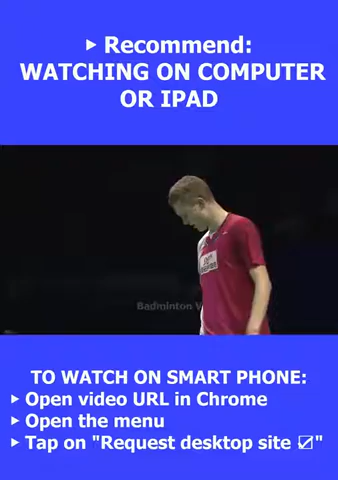 ▶ Recommend:
WATCHING ON COMPUTER
OR IPAD
Badminton
TO WATCH ON SMART PHONE:
▶ Open video URL in Chrome
▶ Open the menu
▶ Tap on "Request desktop site ☑"